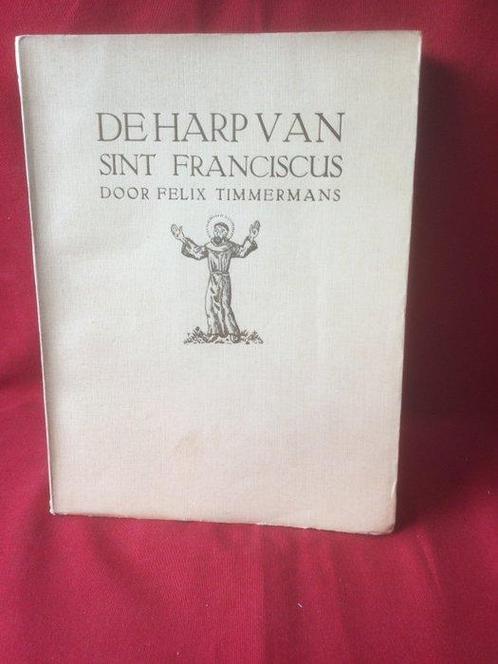 DE HARP VAN
SINT FRANCISCUS
DOOR FELIX TIMMERMANS